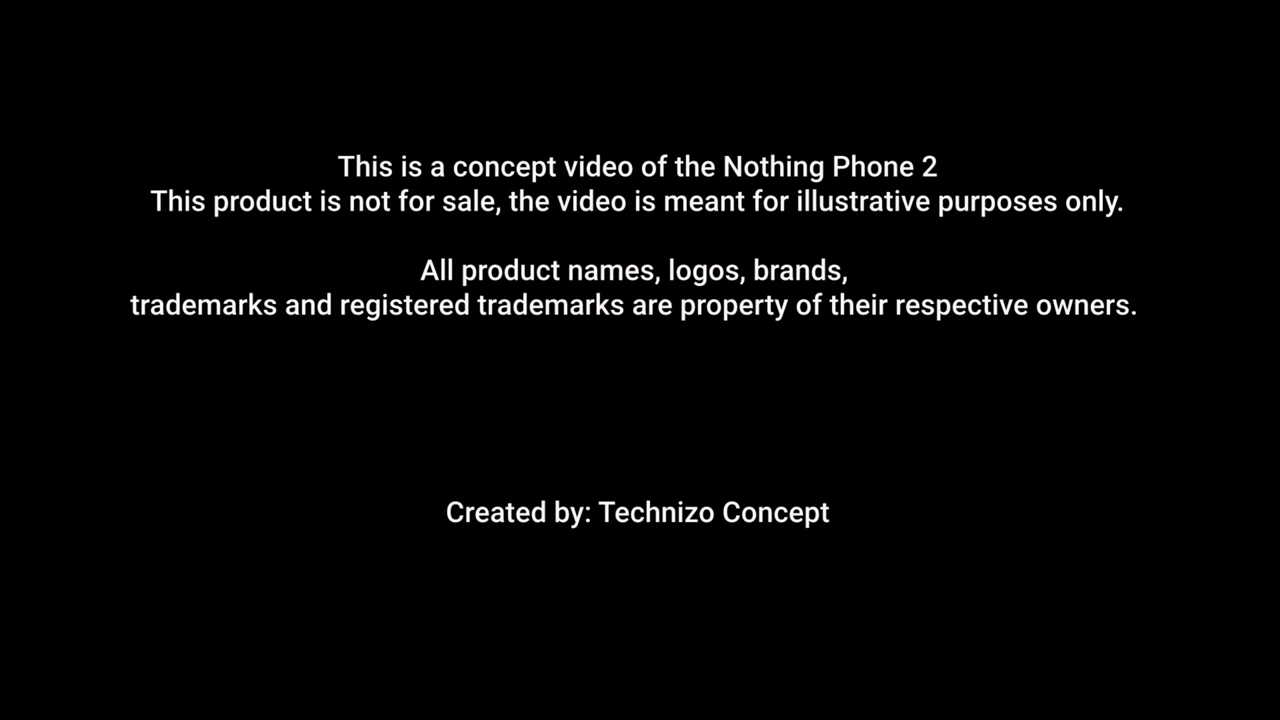 This is a concept video of the Nothing Phone 2
This product is not for sale, the video is meant for illustrative purposes only.
All product names, logos, brands,
trademarks and registered trademarks are property of their respective owners.
Created by: Technizo Concept